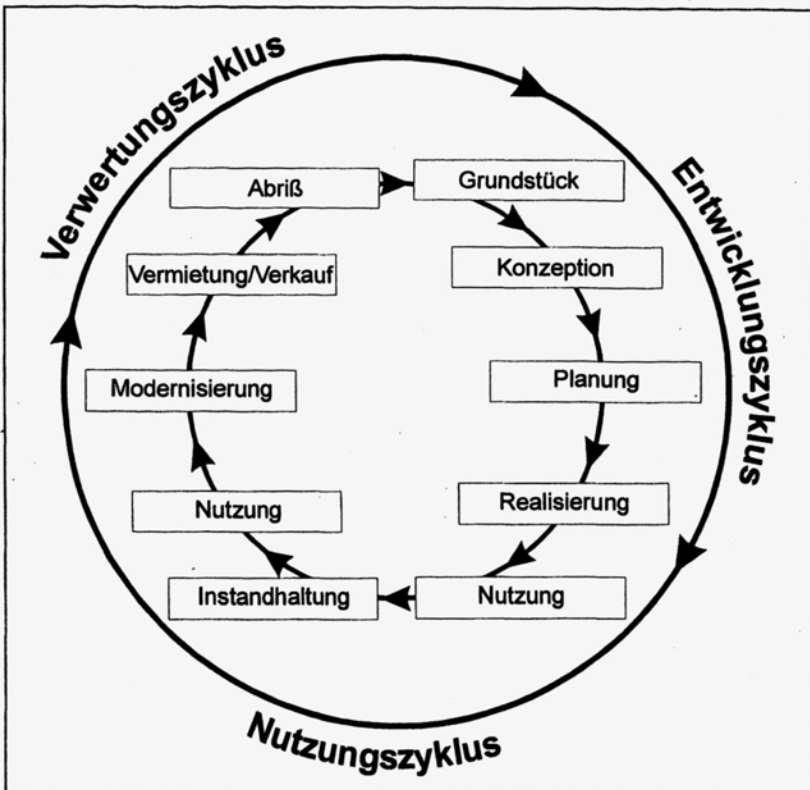 Verwertungszyklus
Entwicklungszyklus
Abriß
Grundstück
Vermietung/Verkauf
Konzeption
Modernisierung
Planung
Nutzung
Realisierung
Instandhaltung
Nutzung
Nutzungszyklus